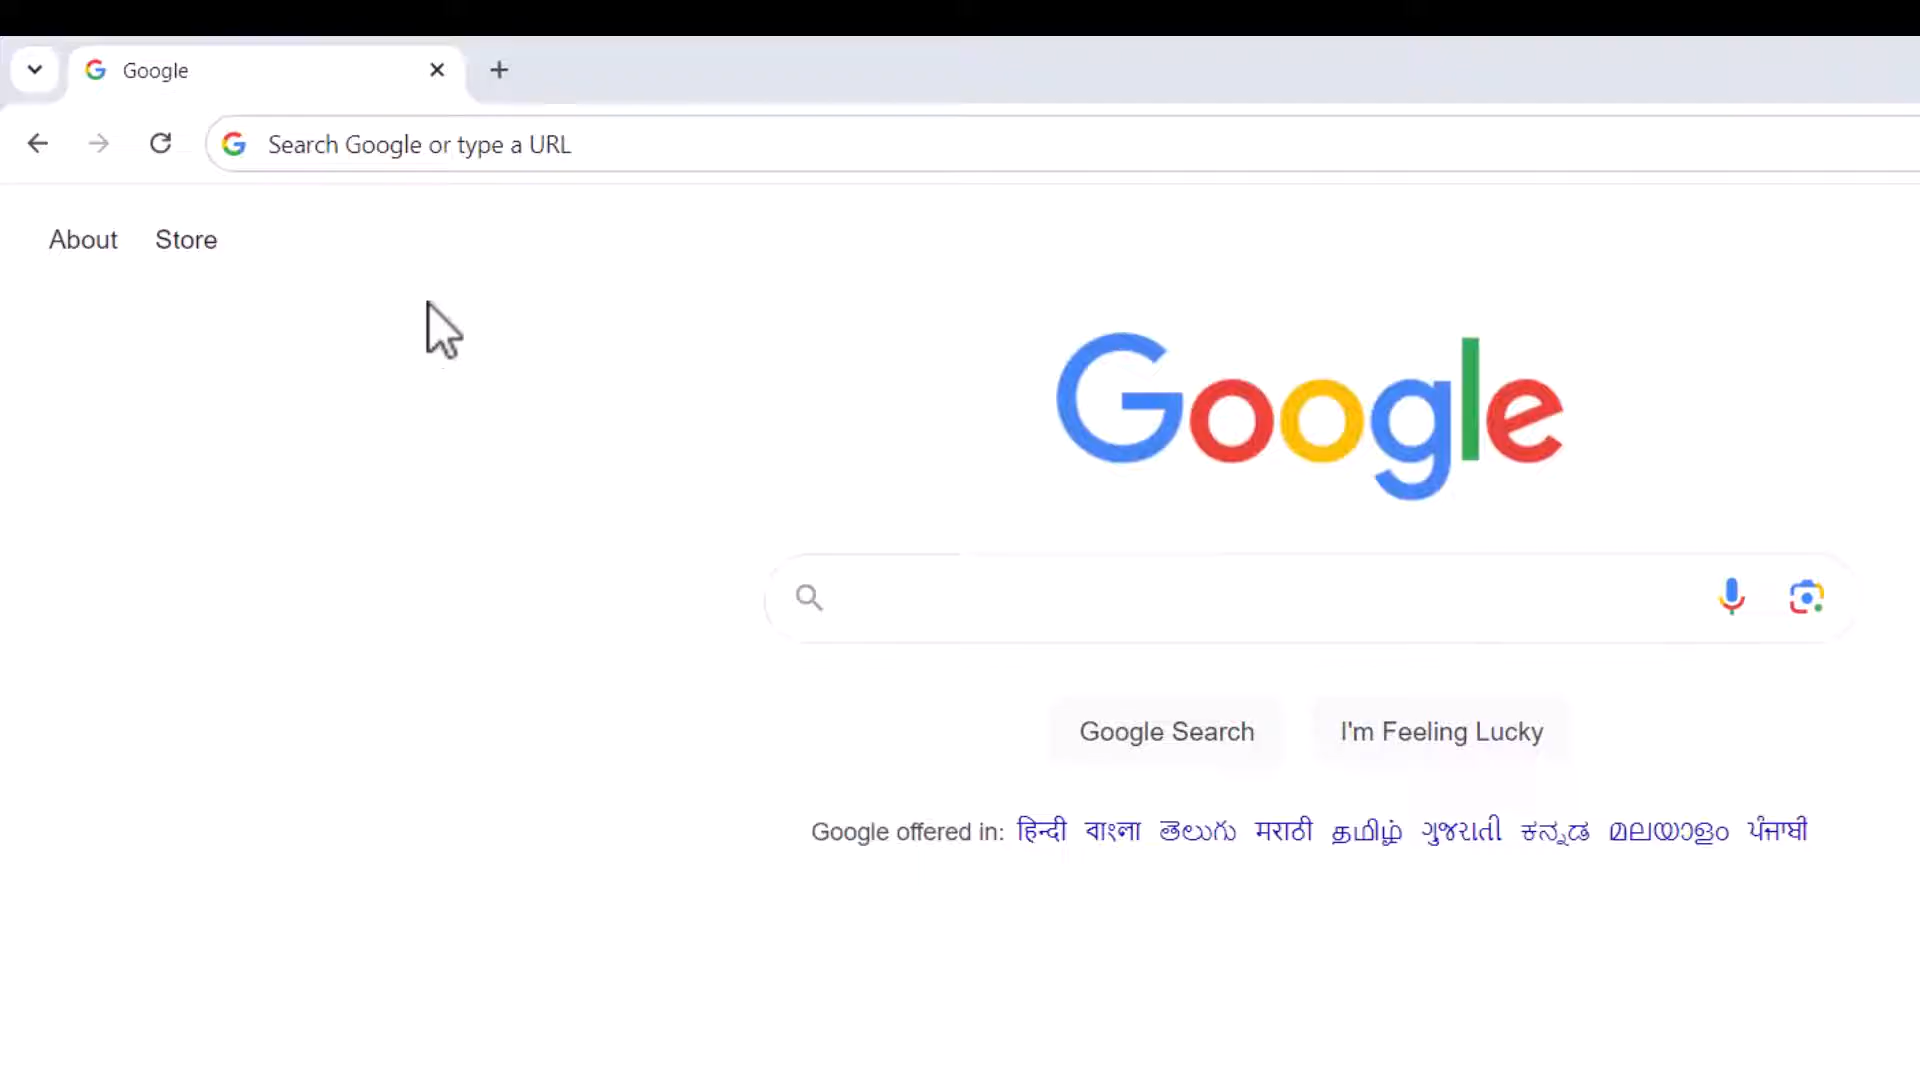 Google
Search Google or type a URL
About Store
Google
Google Search I'm Feeling Lucky
Google offered in: हिन्दी বাংলা తెలుగు मराठी தமிழ் ગુજરાતી ಕನ್ನಡ മലയാളം ਪੰਜਾਬੀ